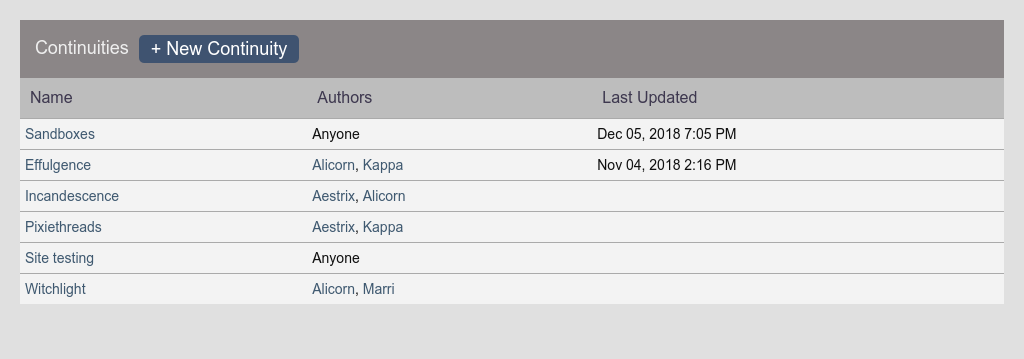 Continuities + New Continuity
Name Authors Last Updated
Sandboxes Anyone Dec 05, 2018 7:05 PM
Effulgence Alicorn, Kappa Nov 04, 2018 2:16 PM
Incandescence Aestrix, Alicorn
Pixiethreads Aestrix, Kappa
Site testing Anyone
Witchlight Alicorn, Marri